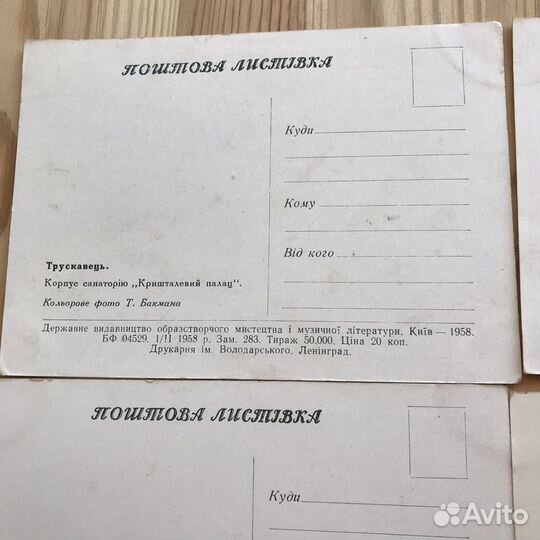 ПОШТОВА ЛИСТІВКА
Куди
Кому
Від кого
Трускавець.
Корпус санаторію „Кришталевий палац“.
Кольорове фото Т. Бакмана
Державне видавництво образотворчого мистецтва і музичної літератури. Київ — 1958.
БФ 04529. 1/II 1958 р. Зам. 283. Тираж 50.000. Ціна 20 коп.
Друкарня ім. Володарського. Ленінград.
ПОШТОВА ЛИСТІВКА
Куди
Avito